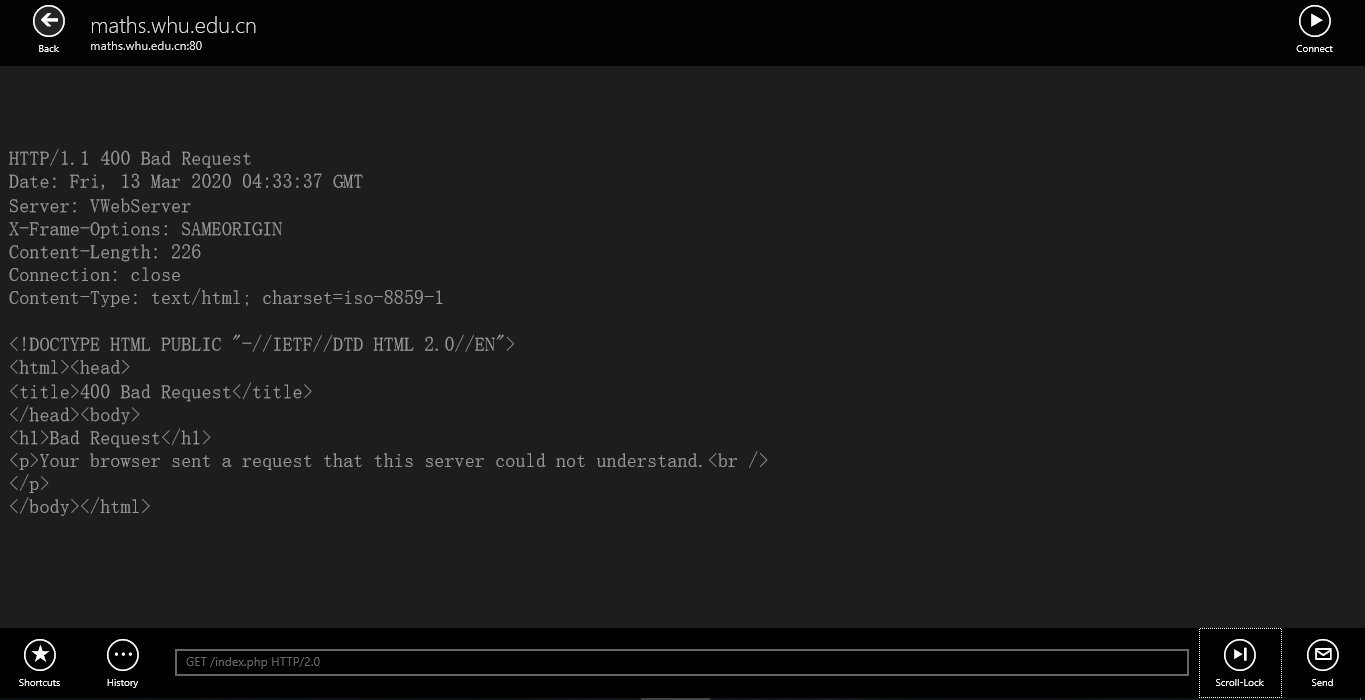 Back
maths.whu.edu.cn
maths.whu.edu.cn:80
Connect
HTTP/1.1 400 Bad Request
Date: Fri, 13 Mar 2020 04:33:37 GMT
Server: VWebServer
X-Frame-Options: SAMEORIGIN
Content-Length: 226
Connection: close
Content-Type: text/html; charset=iso-8859-1
<!DOCTYPE HTML PUBLIC "-//IETF//DTD HTML 2.0//EN">
<html><head>
<title>400 Bad Request</title>
</head><body>
<h1>Bad Request</h1>
<p>Your browser sent a request that this server could not understand.<br />
</p>
</body></html>
Shortcuts
History
GET /index.php HTTP/2.0
Scroll-Lock
Send